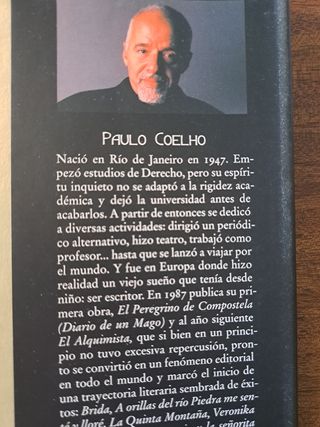 PAULO COELHO
Nació en Río de Janeiro en 1947. Em-
pezó estudios de Derecho, pero su espíri-
tu inquieto no se adaptó a la rigidez aca-
démica y dejó la universidad antes de
acabarlos. A partir de entonces se dedicó
a diversas actividades: dirigió un periódi-
co alternativo, hizo teatro, trabajó como
profesor... hasta que se lanzó a viajar por
el mundo. Y fue en Europa donde hizo
realidad un viejo sueño que tenía desde
niño: ser escritor. En 1987 publica su pri-
mera obra, El Peregrino de Compostela
(Diario de un Mago) y al año siguiente
El Alquimista, que si bien en un princi-
pio no tuvo excesiva repercusión, pron-
to se convirtió en un fenómeno editorial
en todo el mundo y marcó el inicio de
una trayectoria literaria sembrada de éxi-
tos: Brida, A orillas del río Piedra me sen-
té y lloré, La Quinta Montaña, Veronika
la señorita